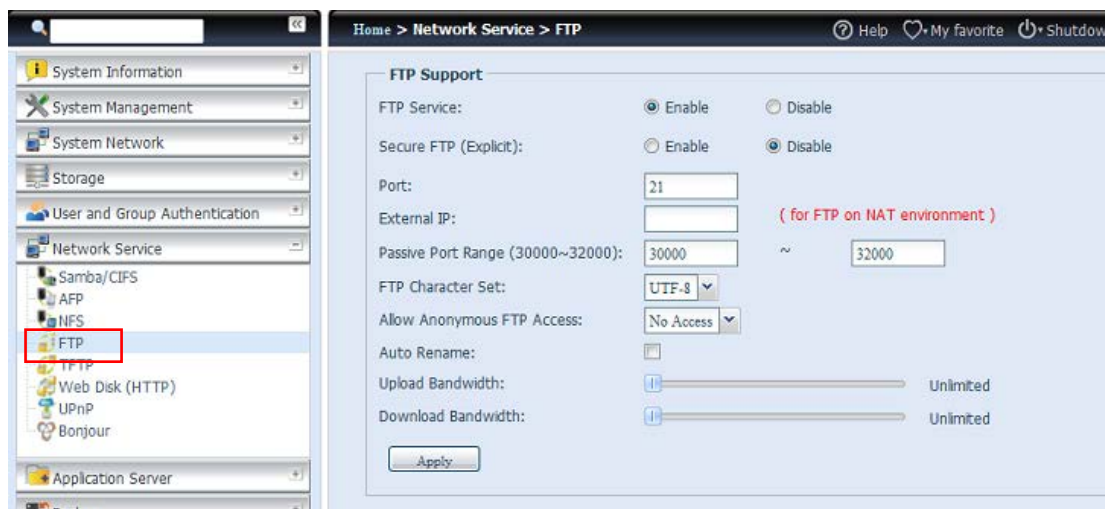 «
Home > Network Service > FTP
Help
My favorite
Shutdow
System Information
System Management
System Network
Storage
User and Group Authentication
Network Service
Samba/CIFS
AFP
NFS
FTP
TFTP
Web Disk (HTTP)
UPnP
Bonjour
Application Server
FTP Support
FTP Service: Enable Disable
Secure FTP (Explicit): Enable Disable
Port: 21
External IP: ( for FTP on NAT environment )
Passive Port Range (30000~32000): 30000 ~ 32000
FTP Character Set: UTF-8
Allow Anonymous FTP Access: No Access
Auto Rename:
Upload Bandwidth: Unlimited
Download Bandwidth: Unlimited
Apply